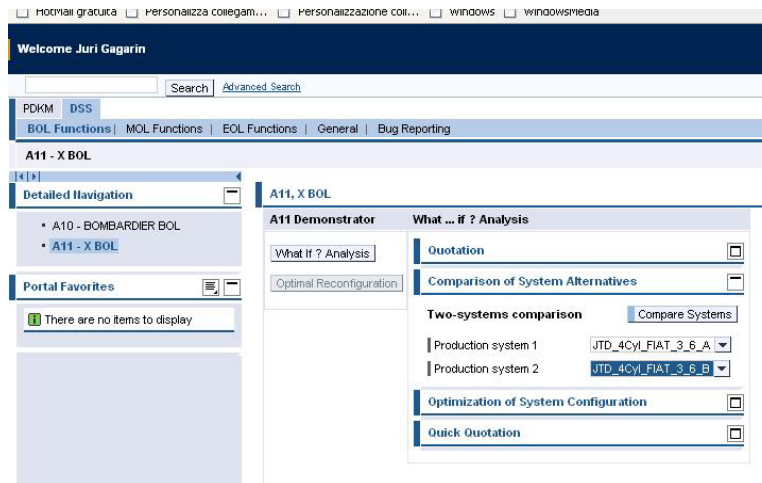 HotMail gratuita Personalizza collegam... Personalizzazione coll... Windows WindowsMedia
Welcome Juri Gagarin
Search Advanced Search
PDKM DSS
BOL Functions | MOL Functions | EOL Functions | General | Bug Reporting
A11 - X BOL
Detailed Navigation
• A10 - BOMBARDIER BOL
• A11 - X BOL
Portal Favorites
There are no items to display
A11, X BOL
A11 Demonstrator What ... if ? Analysis
What If ? Analysis
Optimal Reconfiguration
Quotation
Comparison of System Alternatives
Two-systems comparison Compare Systems
Production system 1 JTD_4Cyl_FIAT_3_6_A
Production system 2 JTD_4Cyl_FIAT_3_6_B
Optimization of System Configuration
Quick Quotation